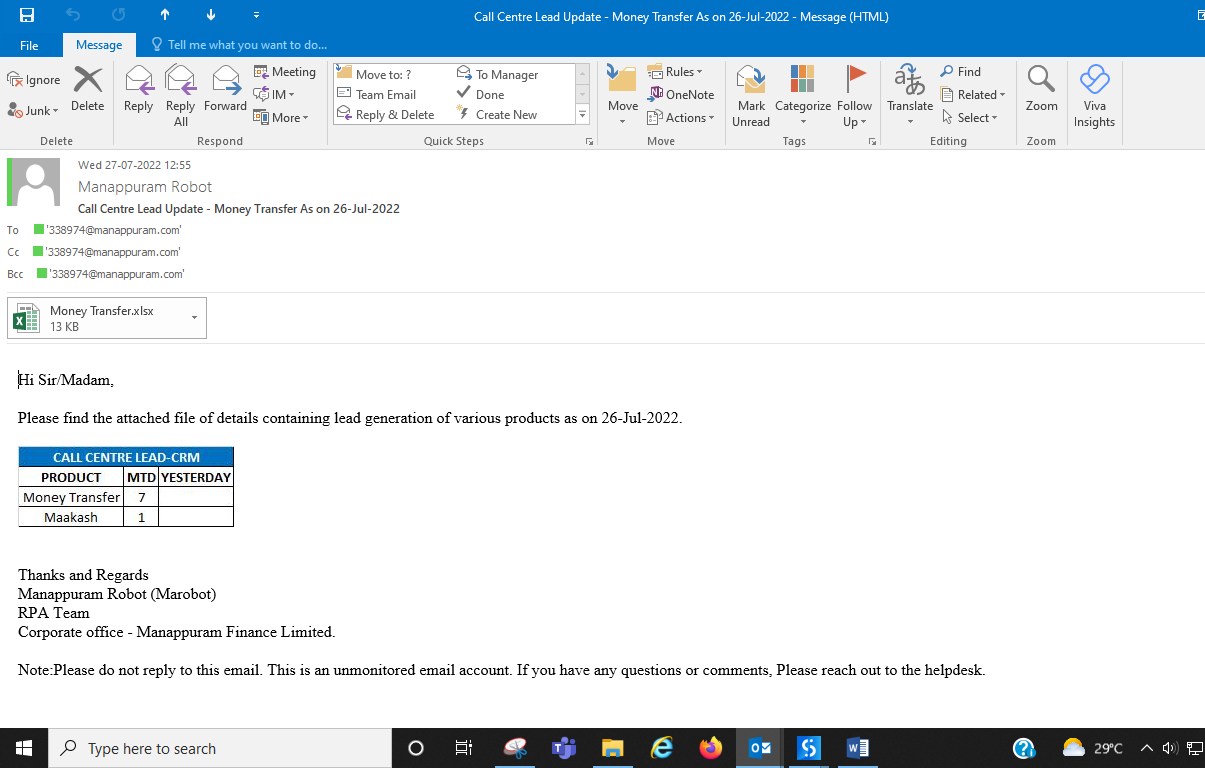 Call Centre Lead Update - Money Transfer As on 26-Jul-2022 - Message (HTML)
File
Message
Tell me what you want to do...
Ignore
Junk
Delete
Delete
Reply
Reply All
Forward
Meeting
IM
More
Respond
Move to: ?
To Manager
Team Email
Done
Reply & Delete
Create New
Quick Steps
Move
Rules
OneNote
Actions
Move
Mark Unread
Categorize
Follow Up
Tags
Translate
Find
Related
Select
Editing
Zoom
Zoom
Viva Insights
Wed 27-07-2022 12:55
Manappuram Robot
Call Centre Lead Update - Money Transfer As on 26-Jul-2022
To '338974@manappuram.com'
Cc '338974@manappuram.com'
Bcc '338974@manappuram.com'
Money Transfer.xlsx
13 KB
Hi Sir/Madam,
Please find the attached file of details containing lead generation of various products as on 26-Jul-2022.
CALL CENTRE LEAD-CRM
PRODUCT MTD YESTERDAY
Money Transfer 7
Maakash 1
Thanks and Regards
Manappuram Robot (Marobot)
RPA Team
Corporate office - Manappuram Finance Limited.
Note:Please do not reply to this email. This is an unmonitored email account. If you have any questions or comments, Please reach out to the helpdesk.
Type here to search
29°C